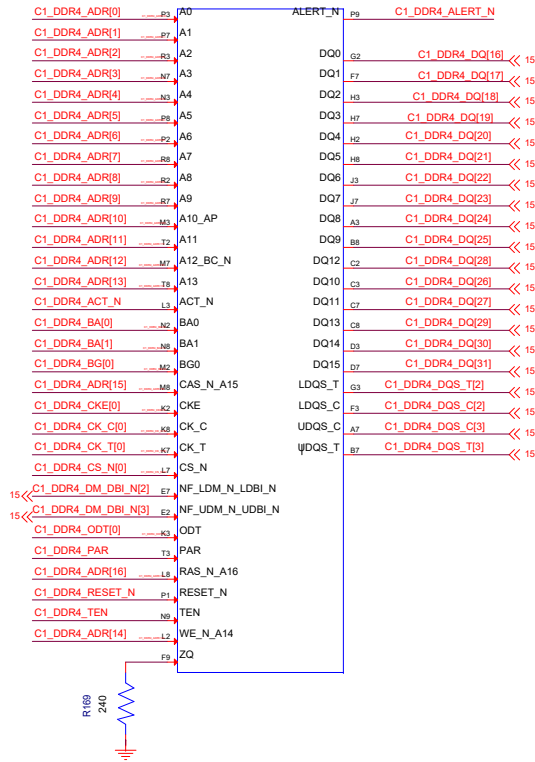 C1_DDR4_ADR[0] P3 A0 ALERT_N P9 C1_DDR4_ALERT_N
C1_DDR4_ADR[1] P7 A1
C1_DDR4_ADR[2] R3 A2 DQ0 G2 C1_DDR4_DQ[16] 15
C1_DDR4_ADR[3] N7 A3 DQ1 F7 C1_DDR4_DQ[17] 15
C1_DDR4_ADR[4] N3 A4 DQ2 H3 C1_DDR4_DQ[18] 15
C1_DDR4_ADR[5] P8 A5 DQ3 H7 C1_DDR4_DQ[19] 15
C1_DDR4_ADR[6] P2 A6 DQ4 H2 C1_DDR4_DQ[20] 15
C1_DDR4_ADR[7] R8 A7 DQ5 H8 C1_DDR4_DQ[21] 15
C1_DDR4_ADR[8] R2 A8 DQ6 J3 C1_DDR4_DQ[22] 15
C1_DDR4_ADR[9] R7 A9 DQ7 J7 C1_DDR4_DQ[23] 15
C1_DDR4_ADR[10] M3 A10_AP DQ8 A3 C1_DDR4_DQ[24] 15
C1_DDR4_ADR[11] T2 A11 DQ9 B8 C1_DDR4_DQ[25] 15
C1_DDR4_ADR[12] M7 A12_BC_N DQ12 C2 C1_DDR4_DQ[28] 15
C1_DDR4_ADR[13] T8 A13 DQ10 C3 C1_DDR4_DQ[26] 15
C1_DDR4_ACT_N L3 ACT_N DQ11 C7 C1_DDR4_DQ[27] 15
C1_DDR4_BA[0] N2 BA0 DQ13 C8 C1_DDR4_DQ[29] 15
C1_DDR4_BA[1] N8 BA1 DQ14 D3 C1_DDR4_DQ[30] 15
C1_DDR4_BG[0] M2 BG0 DQ15 D7 C1_DDR4_DQ[31] 15
C1_DDR4_ADR[15] M8 CAS_N_A15 LDQS_T G3 C1_DDR4_DQS_T[2] 15
C1_DDR4_CKE[0] K2 CKE LDQS_C F3 C1_DDR4_DQS_C[2] 15
C1_DDR4_CK_C[0] K8 CK_C UDQS_C A7 C1_DDR4_DQS_C[3] 15
C1_DDR4_CK_T[0] K7 CK_T UDQS_T B7 C1_DDR4_DQS_T[3] 15
C1_DDR4_CS_N[0] L7 CS_N
15 C1_DDR4_DM_DBI_N[2] E7 NF_LDM_N_LDBI_N
15 C1_DDR4_DM_DBI_N[3] E2 NF_UDM_N_UDBI_N
C1_DDR4_ODT[0] K3 ODT
C1_DDR4_PAR T3 PAR
C1_DDR4_ADR[16] L8 RAS_N_A16
C1_DDR4_RESET_N P1 RESET_N
C1_DDR4_TEN N9 TEN
C1_DDR4_ADR[14] L2 WE_N_A14
F9 ZQ
R169
240